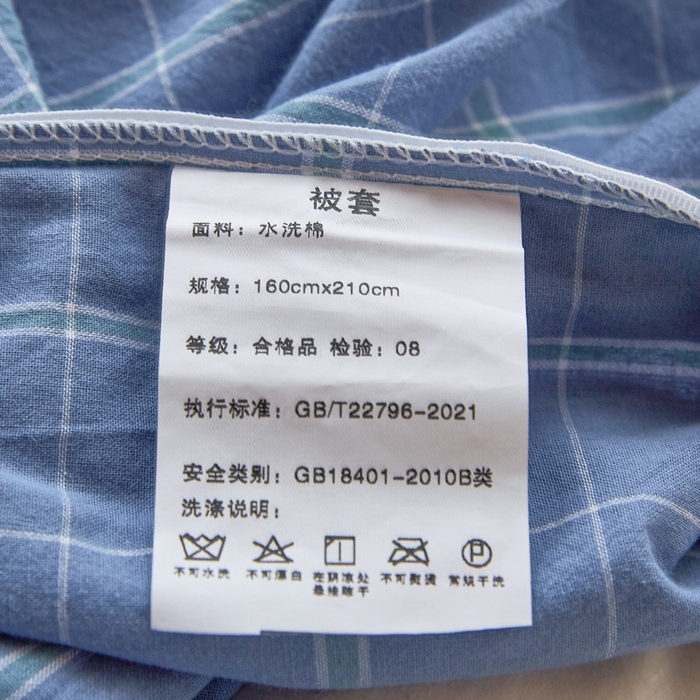 被套
面料：水洗棉
规格：160cmx210cm
等级：合格品 检验：08
执行标准：GB/T22796-2021
安全类别：GB18401-2010B类
洗涤说明：
不可水洗 不可漂白 在阴凉处悬挂晾干 不可熨烫 常规干洗
P